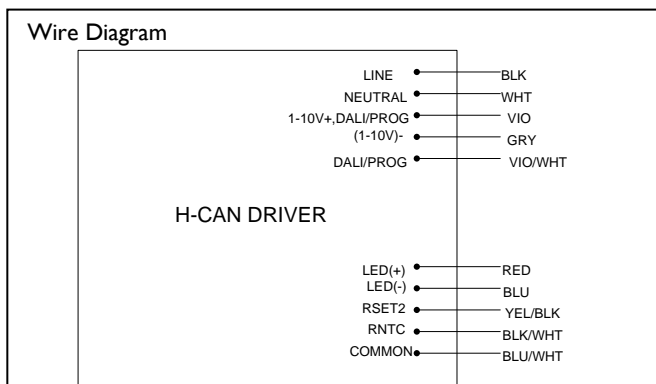 Wire Diagram
LINE BLK
NEUTRAL WHT
1-10V+,DALI/PROG VIO
(1-10V)- GRY
DALI/PROG VIO/WHT
H-CAN DRIVER
LED(+) RED
LED(-) BLU
RSET2 YEL/BLK
RNTC BLK/WHT
COMMON BLU/WHT